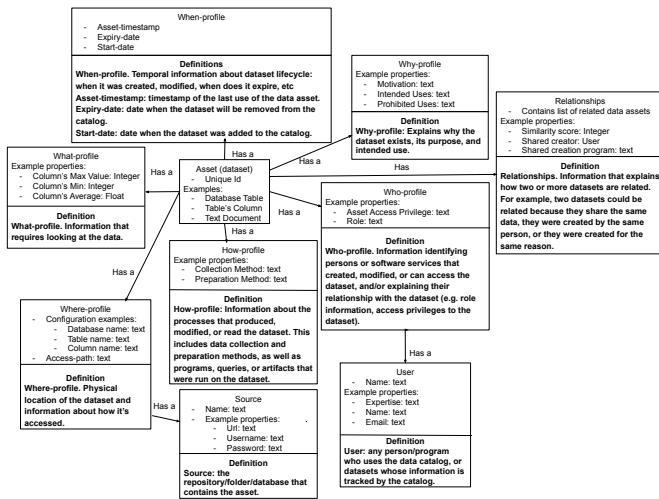 When-profile
- Asset-timestamp
- Expiry-date
- Start-date
Definitions
When-profile. Temporal information about dataset lifecycle:
when it was created, modified, when does it expire, etc
Asset-timestamp: timestamp of the last use of the data asset.
Expiry-date: date when the dataset will be removed from the
catalog.
Start-date: date when the dataset was added to the catalog.
Why-profile
Example properties:
- Motivation: text
- Intended Uses: text
- Prohibited Uses: text
Definition
Why-profile: Explains why the
dataset exists, its purpose, and
intended use.
Relationships
- Contains list of related data assets
Example properties:
- Similarity score: Integer
- Shared creator: User
- Shared creation program: text
Definition
Relationships. Information that explains
how two or more datasets are related.
For example, two datasets could be
related because they share the same
data, they were created by the same
person, or they were created for the
same reason.
What-profile
Example properties:
- Column's Max Value: Integer
- Column's Min: Integer
- Column's Average: Float
Definition
What-profile. Information that
requires looking at the data.
Has a
Has a
Has a
Has
Asset (dataset)
- Unique Id
Examples:
- Database Table
- Table's Column
- Text Document
Has a
Who-profile
Example properties:
- Asset Access Privilege: text
- Role: text
Definition
Who-profile. Information identifying
persons or software services that
created, modified, or can access the
dataset, and/or explaining their
relationship with the dataset (e.g. role
information, access privileges to the
dataset).
Has a
Has a
How-profile
Example properties:
- Collection Method: text
- Preparation Method: text
Definition
How-profile: Information about the
processes that produced,
modified, or read the dataset. This
includes data collection and
preparation methods, as well as
programs, queries, or artifacts that
were run on the dataset.
Where-profile
- Configuration examples:
- Database name: text
- Table name: text
- Column name: text
- Access-path: text
Definition
Where-profile. Physical
location of the dataset and
information about how it's
accessed.
Has a
Has a
Source
- Name: text
- Example properties:
- Url: text
- Username: text
- Password: text
Definition
Source: the
repository/folder/database that
contains the asset.
User
- Name: text
Example properties:
- Expertise: text
- Name: text
- Email: text
Definition
User: any person/program
who uses the data catalog, or
datasets whose information is
tracked by the catalog.